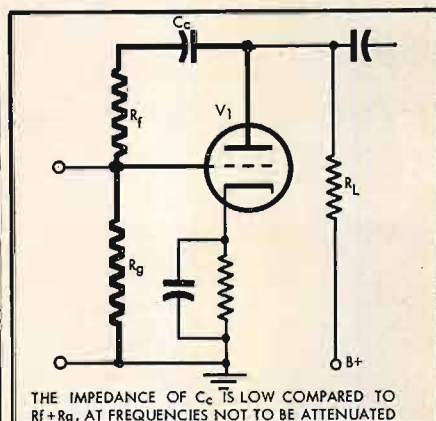 Cc
Rf
V1
RL
Rg
B+
THE IMPEDANCE OF Cc IS LOW COMPARED TO
Rf+Rg, AT FREQUENCIES NOT TO BE ATTENUATED